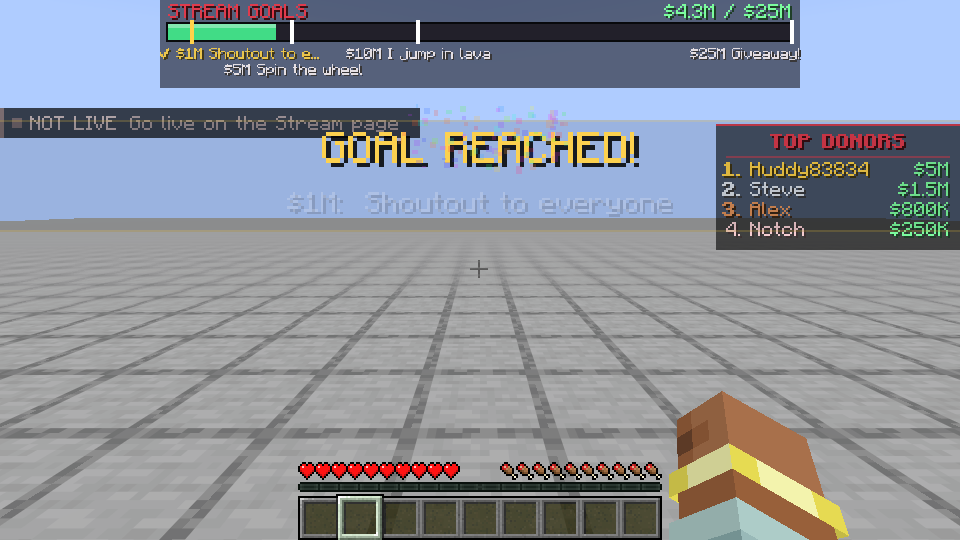 STREAM GOALS
$4.3M / $25M
✔ $1M Shoutout to e...
$10M I jump in lava
$25M Giveaway!
$5M Spin the wheel
NOT LIVE Go live on the Stream page
GOAL REACHED!
$1M: Shoutout to everyone
TOP DONORS
1. Huddy83834 $5M
2. Steve $1.5M
3. Alex $800K
4. Notch $250K